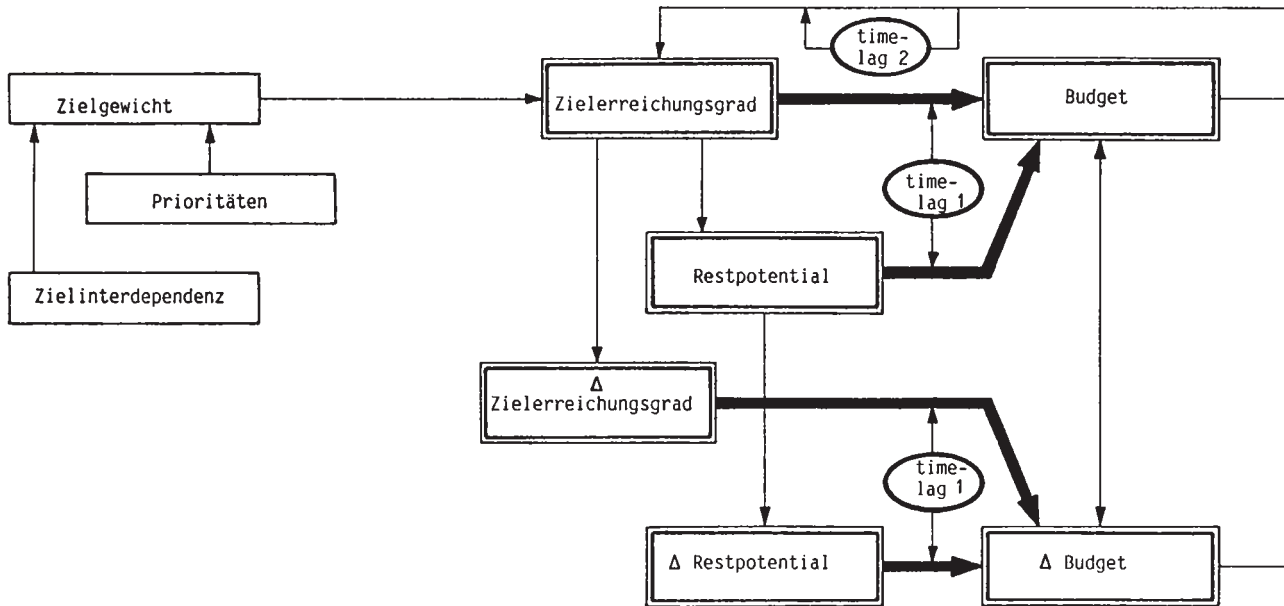 time-
lag 2
Zielgewicht
Zielerreichungsgrad
Budget
Prioritäten
time-
lag 1
Zielinterdependenz
Restpotential
Δ
Zielerreichungsgrad
time-
lag 1
Δ Restpotential
Δ Budget